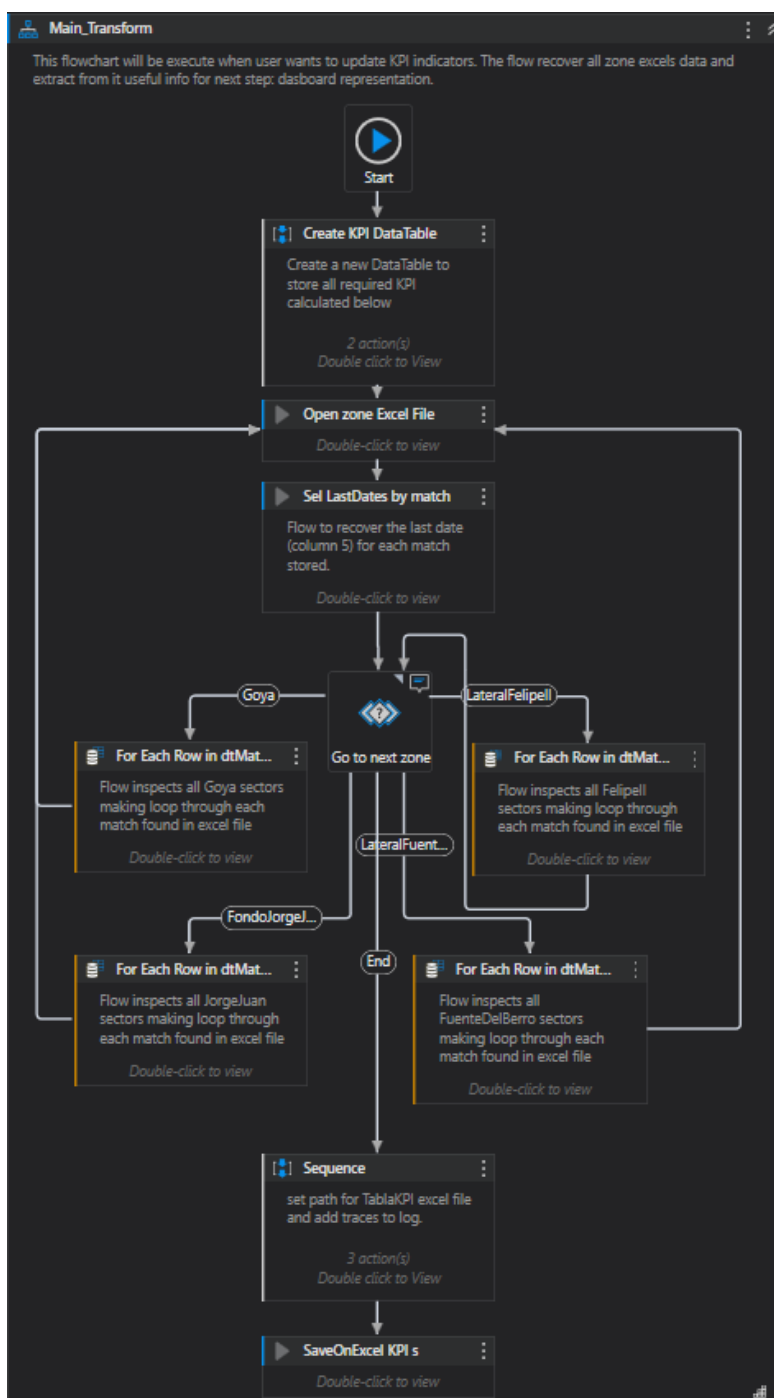 Main_Transform
This flowchart will be execute when user wants to update KPI indicators. The flow recover all zone excels data and
extract from it useful info for next step: dasboard representation.
Start
Create KPI DataTable
Create a new DataTable to
store all required KPI
calculated below
2 action(s)
Double click to View
Open zone Excel File
Double-click to view
Sel LastDates by match
Flow to recover the last date
(column 5) for each match
stored.
Double-click to view
Goya
LateralFelipeII
For Each Row in dtMat...
Flow inspects all Goya sectors
making loop through each
match found in excel file
Double-click to view
Go to next zone
For Each Row in dtMat...
Flow inspects all FelipeII
sectors making loop through
each match found in excel file
Double-click to view
LateralFuent...
FondoJorgeJ...
End
For Each Row in dtMat...
Flow inspects all JorgeJuan
sectors making loop through
each match found in excel file
Double-click to view
For Each Row in dtMat...
Flow inspects all
FuenteDelBerro sectors
making loop through each
match found in excel file
Double-click to view
Sequence
set path for TablaKPI excel file
and add traces to log.
3 action(s)
Double click to View
SaveOnExcel KPI s
Double-click to view